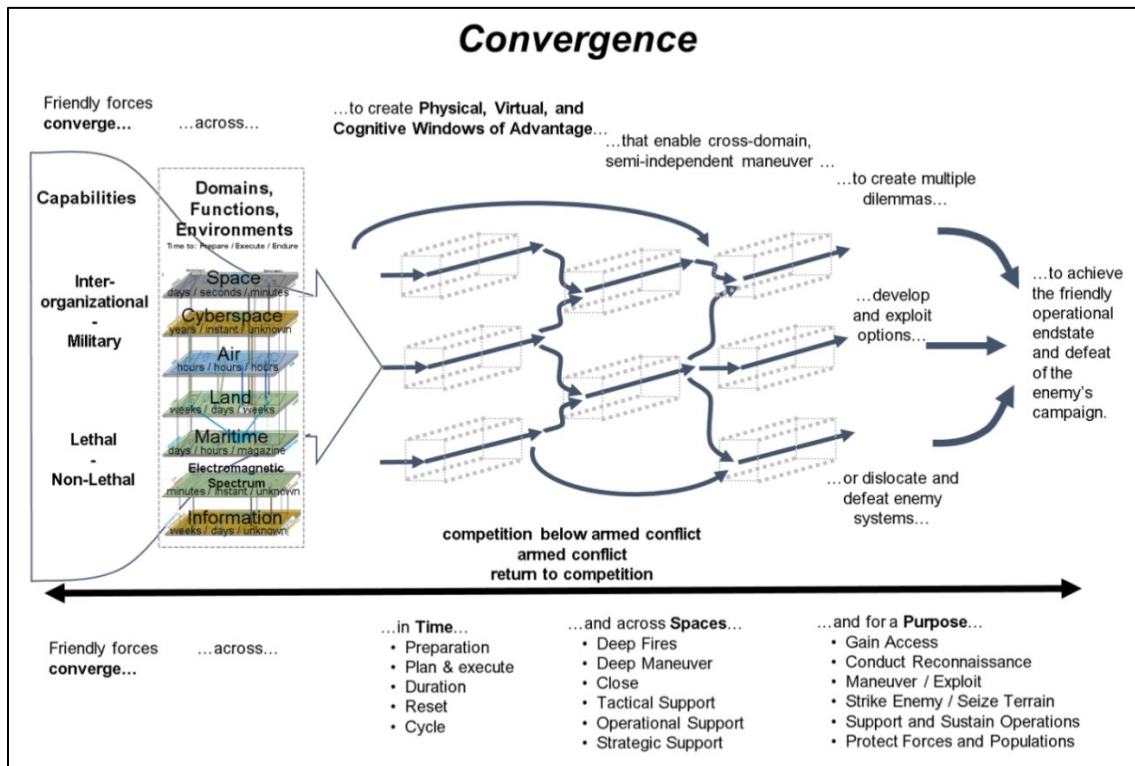 Convergence
Friendly forces
converge…
…across…
…to create Physical, Virtual, and
Cognitive Windows of Advantage…
…that enable cross-domain,
semi-independent maneuver …
…to create multiple
dilemmas…
Capabilities
Inter-
organizational
-
Military
Lethal
-
Non-Lethal
Domains,
Functions,
Environments
Time to: Prepare / Execute / Endure
Space
days / seconds / minutes
Cyberspace
years / instant / unknown
Air
hours / hours / hours
Land
weeks / days / weeks
Maritime
days / hours / magazine
Electromagnetic
Spectrum
minutes / instant / unknown
Information
weeks / days / unknown
…develop
and exploit
options…
…or dislocate and
defeat enemy
systems…
…to achieve
the friendly
operational
endstate
and defeat
of the
enemy's
campaign.
competition below armed conflict
armed conflict
return to competition
Friendly forces
converge…
…across…
…in Time…
• Preparation
• Plan & execute
• Duration
• Reset
• Cycle
…and across Spaces…
• Deep Fires
• Deep Maneuver
• Close
• Tactical Support
• Operational Support
• Strategic Support
…and for a Purpose…
• Gain Access
• Conduct Reconnaissance
• Maneuver / Exploit
• Strike Enemy / Seize Terrain
• Support and Sustain Operations
• Protect Forces and Populations